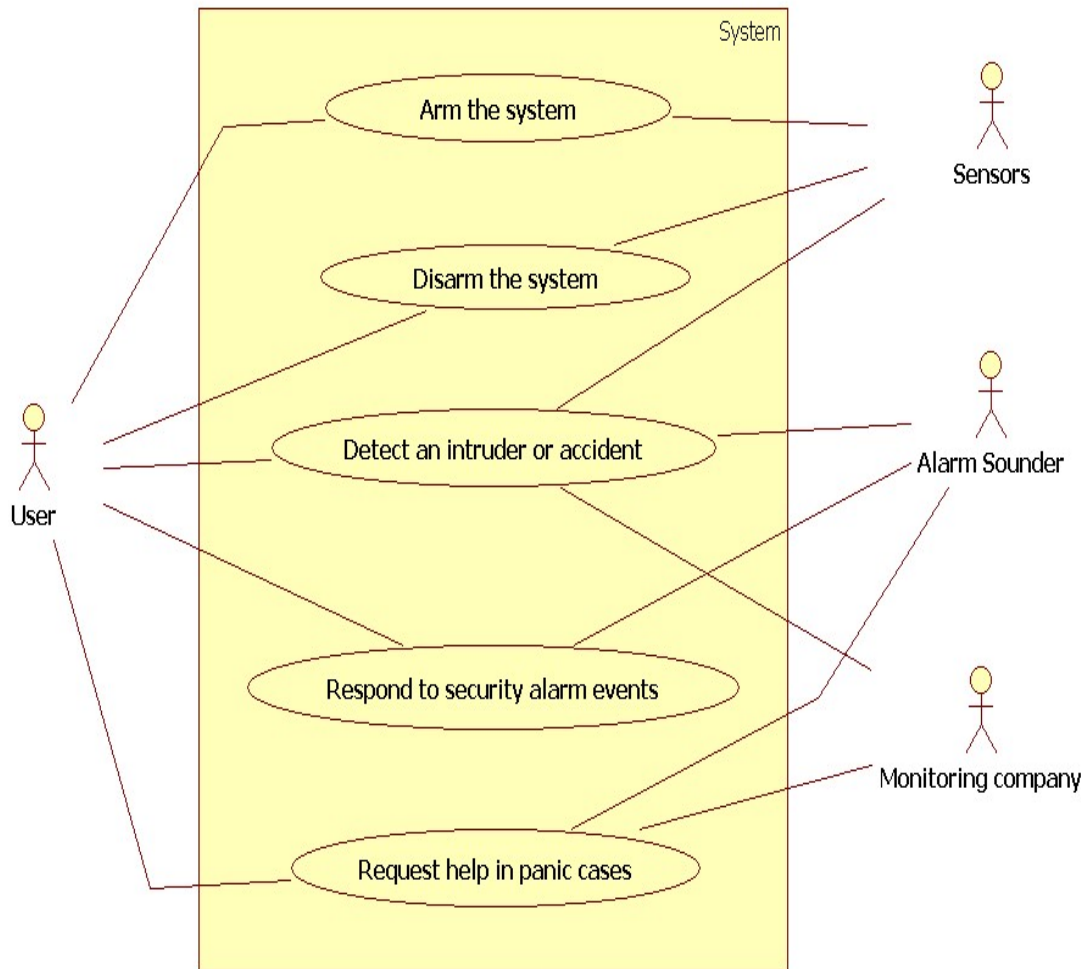 System
Arm the system
Sensors
Disarm the system
Detect an intruder or accident
Alarm Sounder
User
Respond to security alarm events
Monitoring company
Request help in panic cases